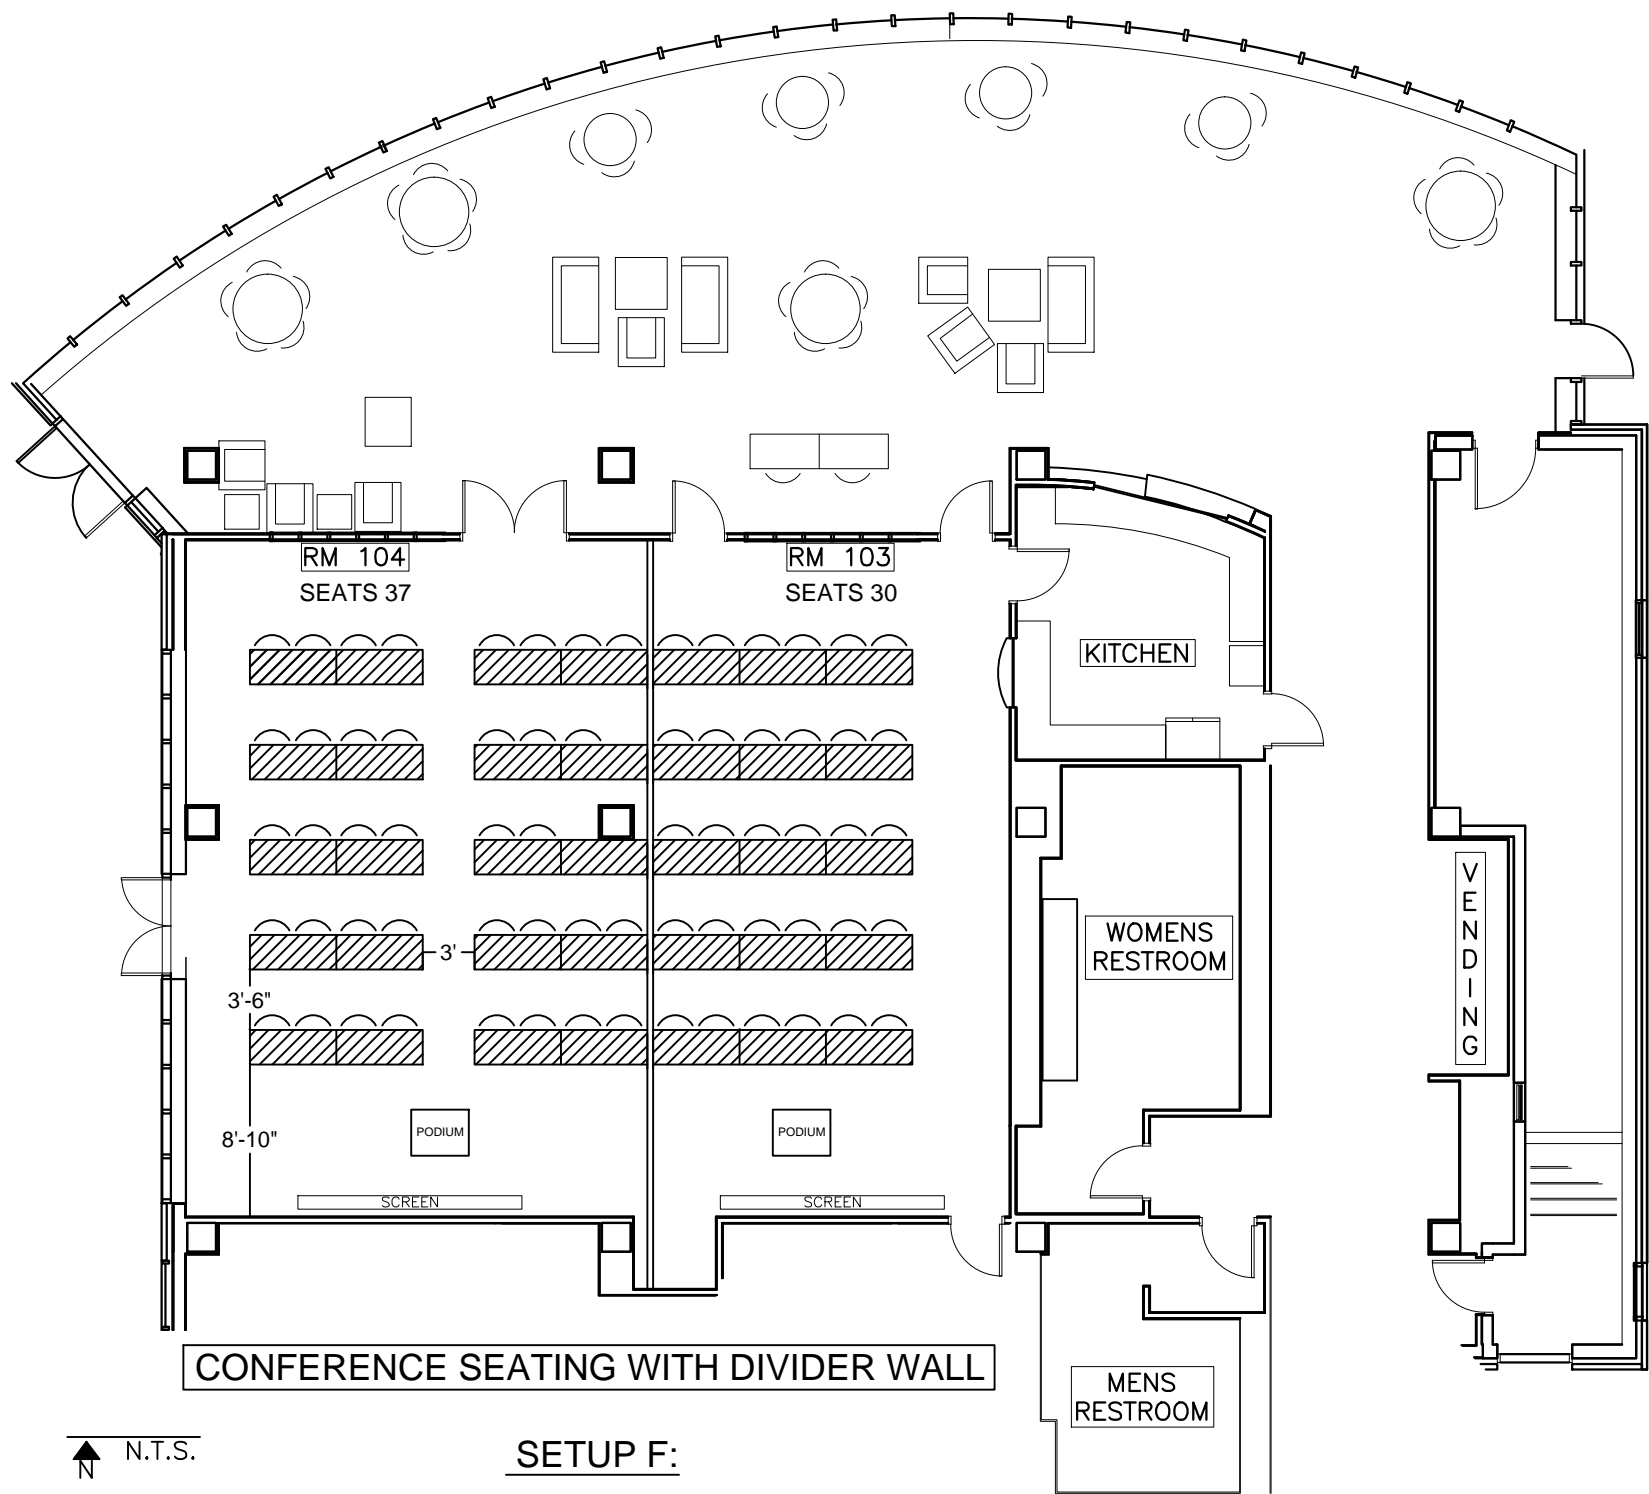 RM 104
SEATS 37
RM 103
SEATS 30
KITCHEN
VENDING
WOMENS
RESTROOM
3'
3'-6"
8'-10"
PODIUM
PODIUM
SCREEN
SCREEN
CONFERENCE SEATING WITH DIVIDER WALL
MENS
RESTROOM
N.T.S.
N
SETUP F: